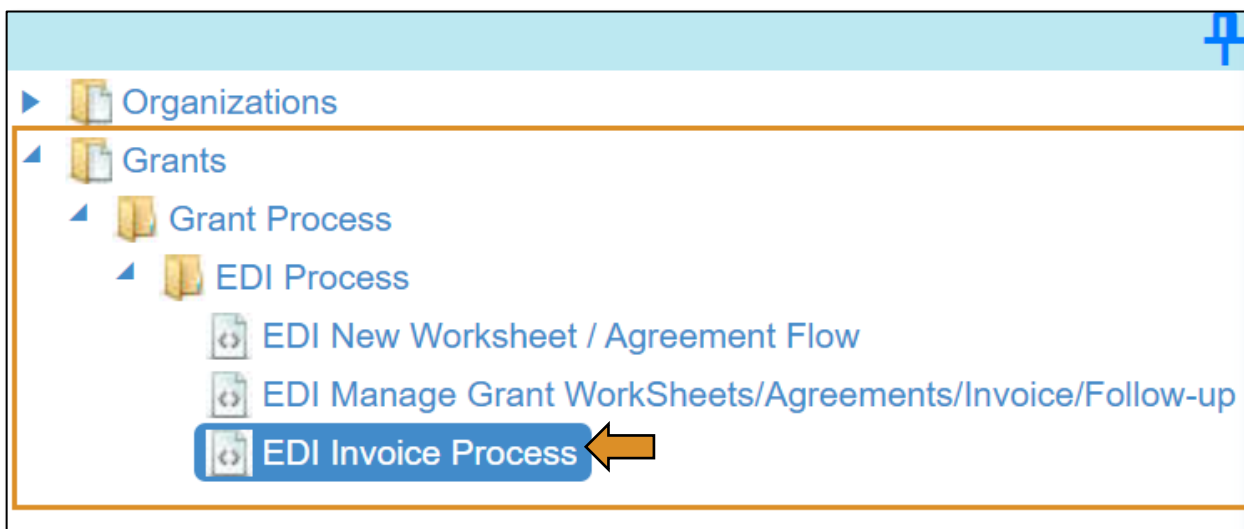 Organizations
Grants
Grant Process
EDI Process
EDI New Worksheet / Agreement Flow
EDI Manage Grant WorkSheets/Agreements/Invoice/Follow-up
EDI Invoice Process